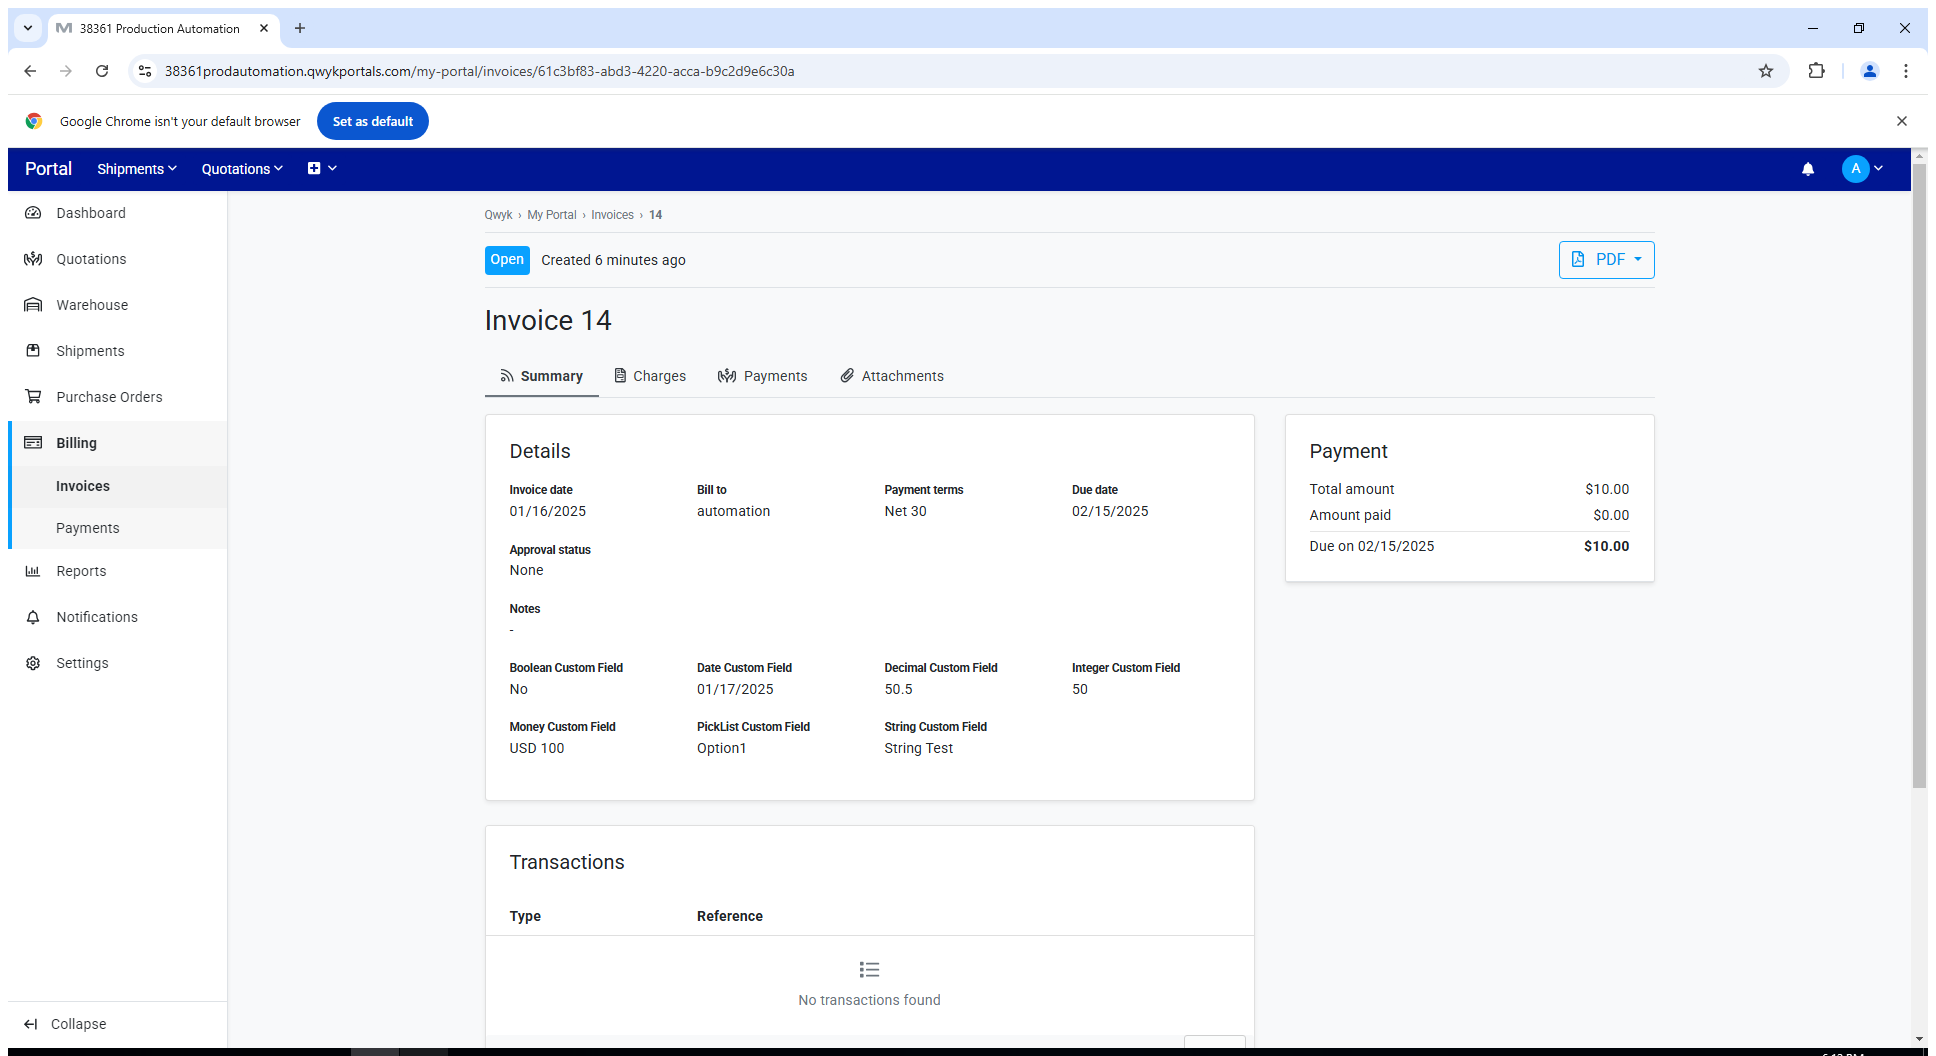 38361 Production Automation
38361prodautomation.qwykportals.com/my-portal/invoices/61c3bf83-abd3-4220-acca-b9c2d9e6c30a
Google Chrome isn't your default browser Set as default
Portal Shipments Quotations A
Dashboard
Quotations
Warehouse
Shipments
Purchase Orders
Billing
Invoices
Payments
Reports
Notifications
Settings
Collapse
Qwyk › My Portal › Invoices › 14
Open Created 6 minutes ago PDF
Invoice 14
Summary Charges Payments Attachments
Details
Invoice date Bill to Payment terms Due date
01/16/2025 automation Net 30 02/15/2025
Approval status
None
Notes
-
Boolean Custom Field Date Custom Field Decimal Custom Field Integer Custom Field
No 01/17/2025 50.5 50
Money Custom Field PickList Custom Field String Custom Field
USD 100 Option1 String Test
Payment
Total amount $10.00
Amount paid $0.00
Due on 02/15/2025 $10.00
Transactions
Type Reference
No transactions found